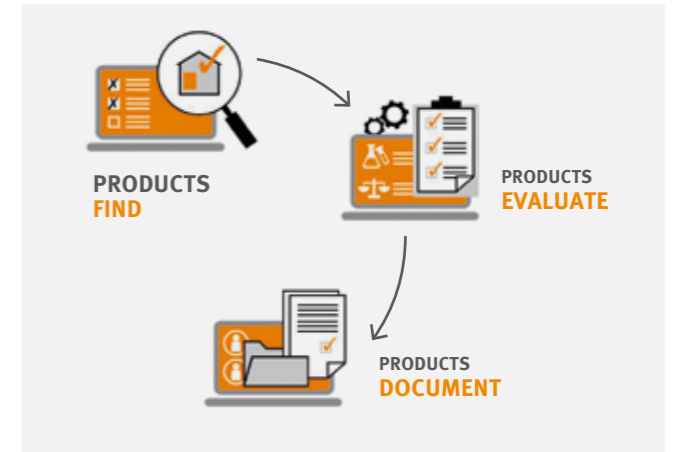 PRODUCTS
FIND
PRODUCTS
EVALUATE
PRODUCTS
DOCUMENT